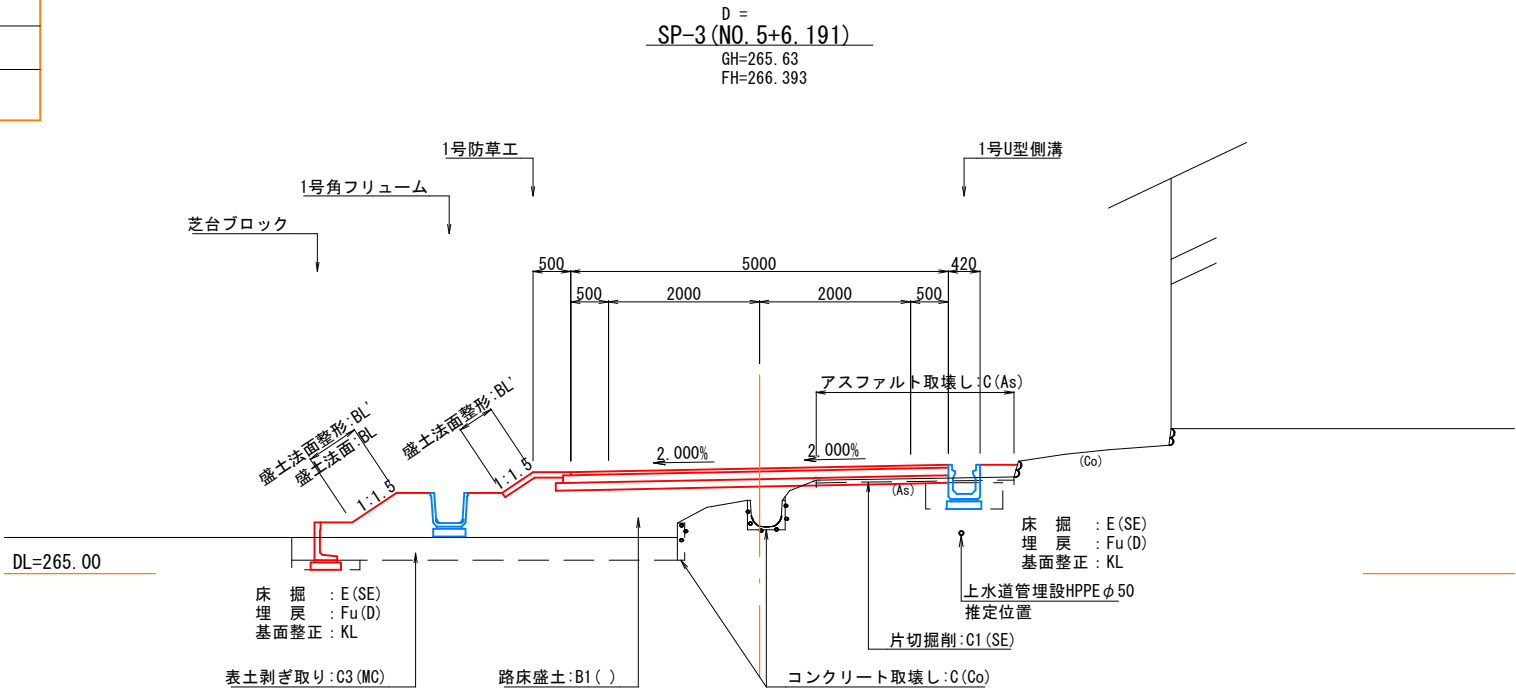 D =
SP-3(NO.5+6.191)
GH=265.63
FH=266.393
1号防草工
1号U型側溝
1号角フリューム
芝台ブロック
500
5000
420
500
2000
2000
500
アスファルト取壊し:C(As)
盛土法面整形:BL'
盛土法面:BL
盛土法面整形:BL'
2.000%
2.000%
1:1.5
1:1.5
(Co)
(As)
DL=265.00
床 掘 :E(SE)
埋 戻 :Fu(D)
基面整正:KL
床 掘 :E(SE)
埋 戻 :Fu(D)
基面整正:KL
上水道管埋設HPPEφ50
推定位置
片切掘削:C1(SE)
表土剥ぎ取り:C3(MC)
路床盛土:B1( )
コンクリート取壊し:C(Co)